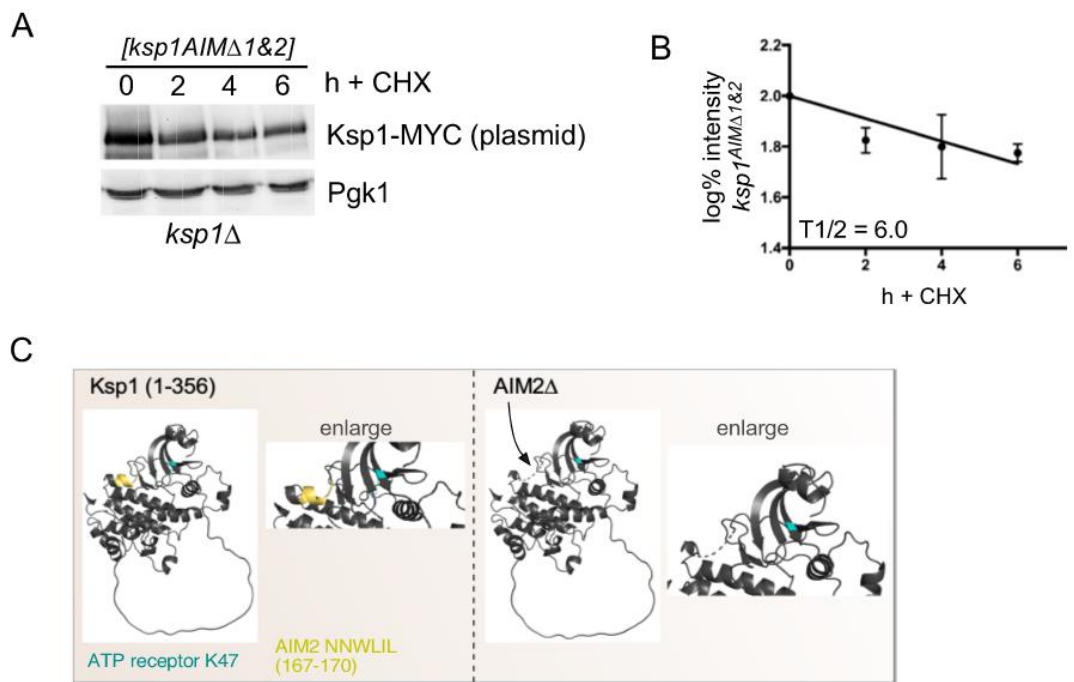 A
[ksp1AIMΔ1&2]
0 2 4 6 h + CHX
Ksp1-MYC (plasmid)
Pgk1
ksp1Δ
B
log% intensity
ksp1AIMΔ1&2
2.2
2.0
1.8
1.6
1.4
T1/2 = 6.0
0 2 4 6
h + CHX
C
Ksp1 (1-356)
enlarge
ATP receptor K47
AIM2 NNWLIL
(167-170)
AIM2Δ
enlarge